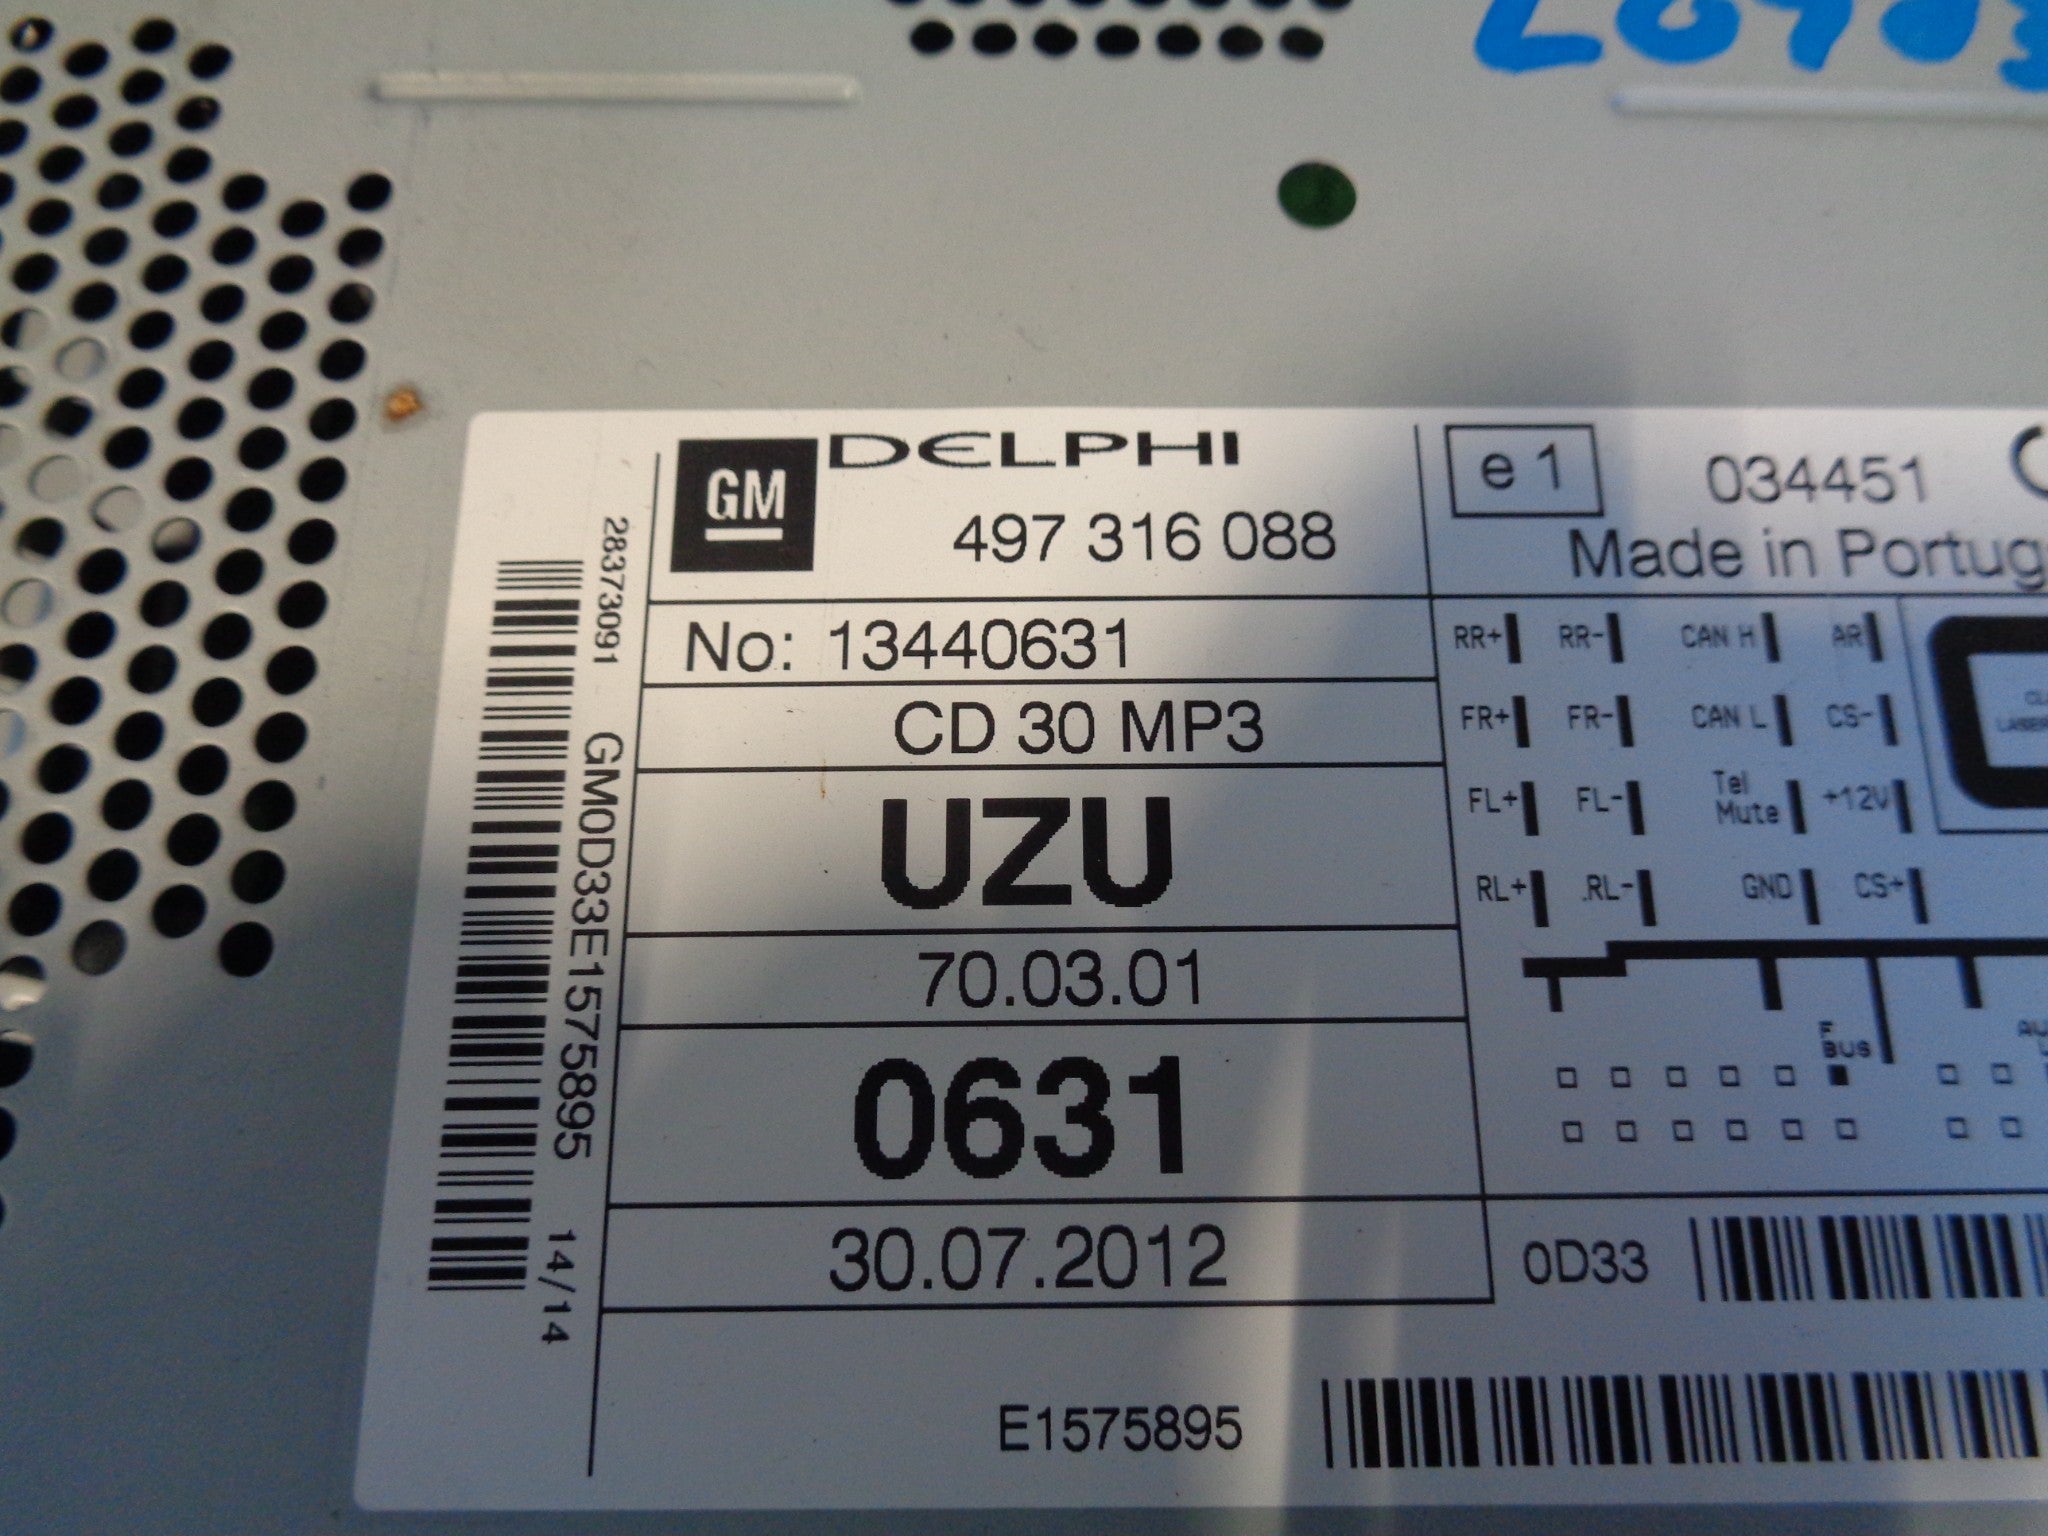 28373091 GM0D33E1575895 14/14
GM DELPHI
497 316 088
No: 13440631
CD 30 MP3
UZU
70.03.01
0631
30.07.2012
e1 034451
Made in Portug
RR+ RR- CAN H AR
FR+ FR- CAN L CS-
FL+ FL- Tel Mute +12V
RL+ RL- GND CS+
F BUS
0D33
E1575895